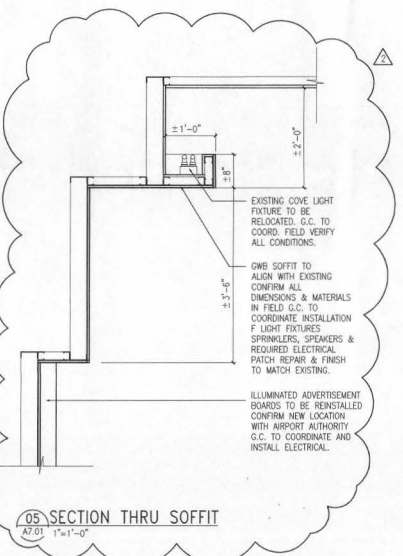 2
±1'-0"
±2'-0"
±8"
EXISTING COVE LIGHT
FIXTURE TO BE
RELOCATED. G.C. TO
COORD. FIELD VERIFY
ALL CONDITIONS.
±3'-6"
GWB SOFFIT TO
ALIGN WITH EXISTING
CONFIRM ALL
DIMENSIONS & MATERIALS
IN FIELD G.C. TO
COORDINATE INSTALLATION
F LIGHT FIXTURES
SPRINKLERS, SPEAKERS &
REQUIRED ELECTRICAL
PATCH REPAIR & FINISH
TO MATCH EXISTING.
ILLUMINATED ADVERTISEMENT
BOARDS TO BE REINSTALLED
CONFIRM NEW LOCATION
WITH AIRPORT AUTHORITY
G.C. TO COORDINATE AND
INSTALL ELECTRICAL.
05 SECTION THRU SOFFIT
A7.01 1"=1'-0"